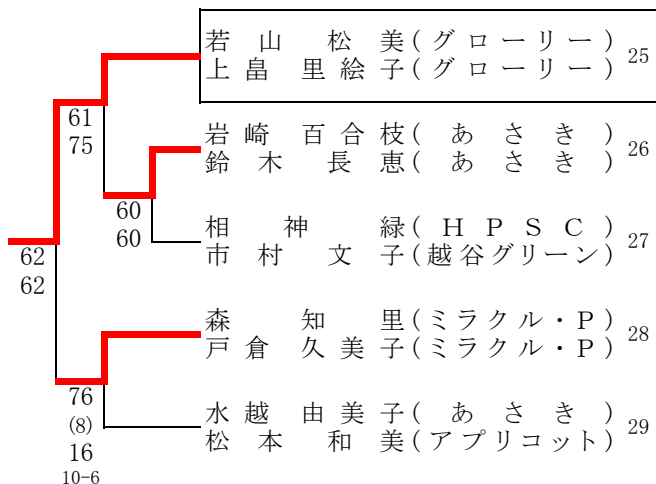 若山 松美(グローリー) 25
上畠 里絵子(グローリー)
61
75
岩崎 百合枝(あさき) 26
鈴木 長恵(あさき)
60
60
相神 緑(HPSC) 27
市村 文子(越谷グリーン)
62
62
森 知里(ミラクル・P) 28
戸倉 久美子(ミラクル・P)
76
(8)
16
10-6
水越 由美子(あさき) 29
松本 和美(アプリコット)